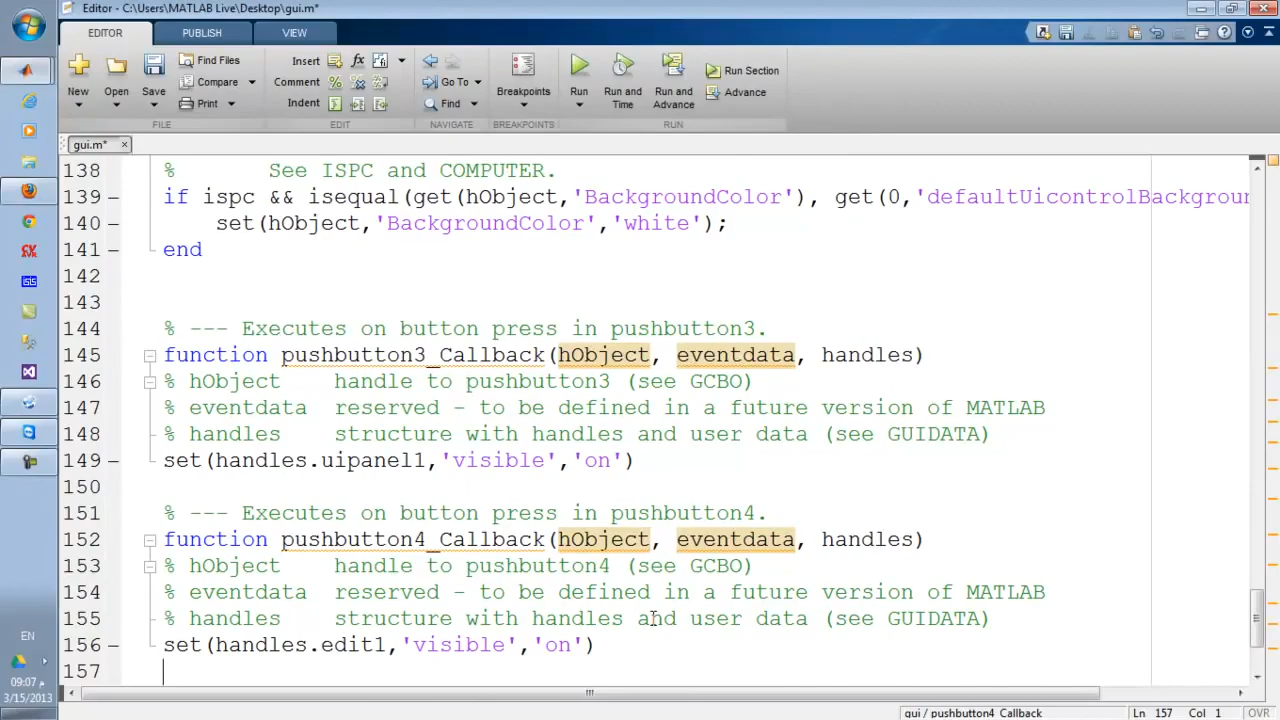 Editor - C:\Users\MATLAB Live\Desktop\gui.m*
EDITOR PUBLISH VIEW
New Open Save Find Files Compare Print
Insert fx Comment Indent
Go To Find
Breakpoints Run Run and Time Run and Advance Run Section Advance
FILE EDIT NAVIGATE BREAKPOINTS RUN
gui.m* ×
138 % See ISPC and COMPUTER.
139 – if ispc && isequal(get(hObject,'BackgroundColor'), get(0,'defaultUicontrolBackgroun
140 – set(hObject,'BackgroundColor','white');
141 – end
142
143
144 % --- Executes on button press in pushbutton3.
145 function pushbutton3_Callback(hObject, eventdata, handles)
146 % hObject handle to pushbutton3 (see GCBO)
147 % eventdata reserved - to be defined in a future version of MATLAB
148 % handles structure with handles and user data (see GUIDATA)
149 – set(handles.uipanel1,'visible','on')
150
151 % --- Executes on button press in pushbutton4.
152 function pushbutton4_Callback(hObject, eventdata, handles)
153 % hObject handle to pushbutton4 (see GCBO)
154 % eventdata reserved - to be defined in a future version of MATLAB
155 % handles structure with handles and user data (see GUIDATA)
156 – set(handles.edit1,'visible','on')
157
EN
09:07 م
3/15/2013
gui / pushbutton4_Callback Ln 157 Col 1 OVR